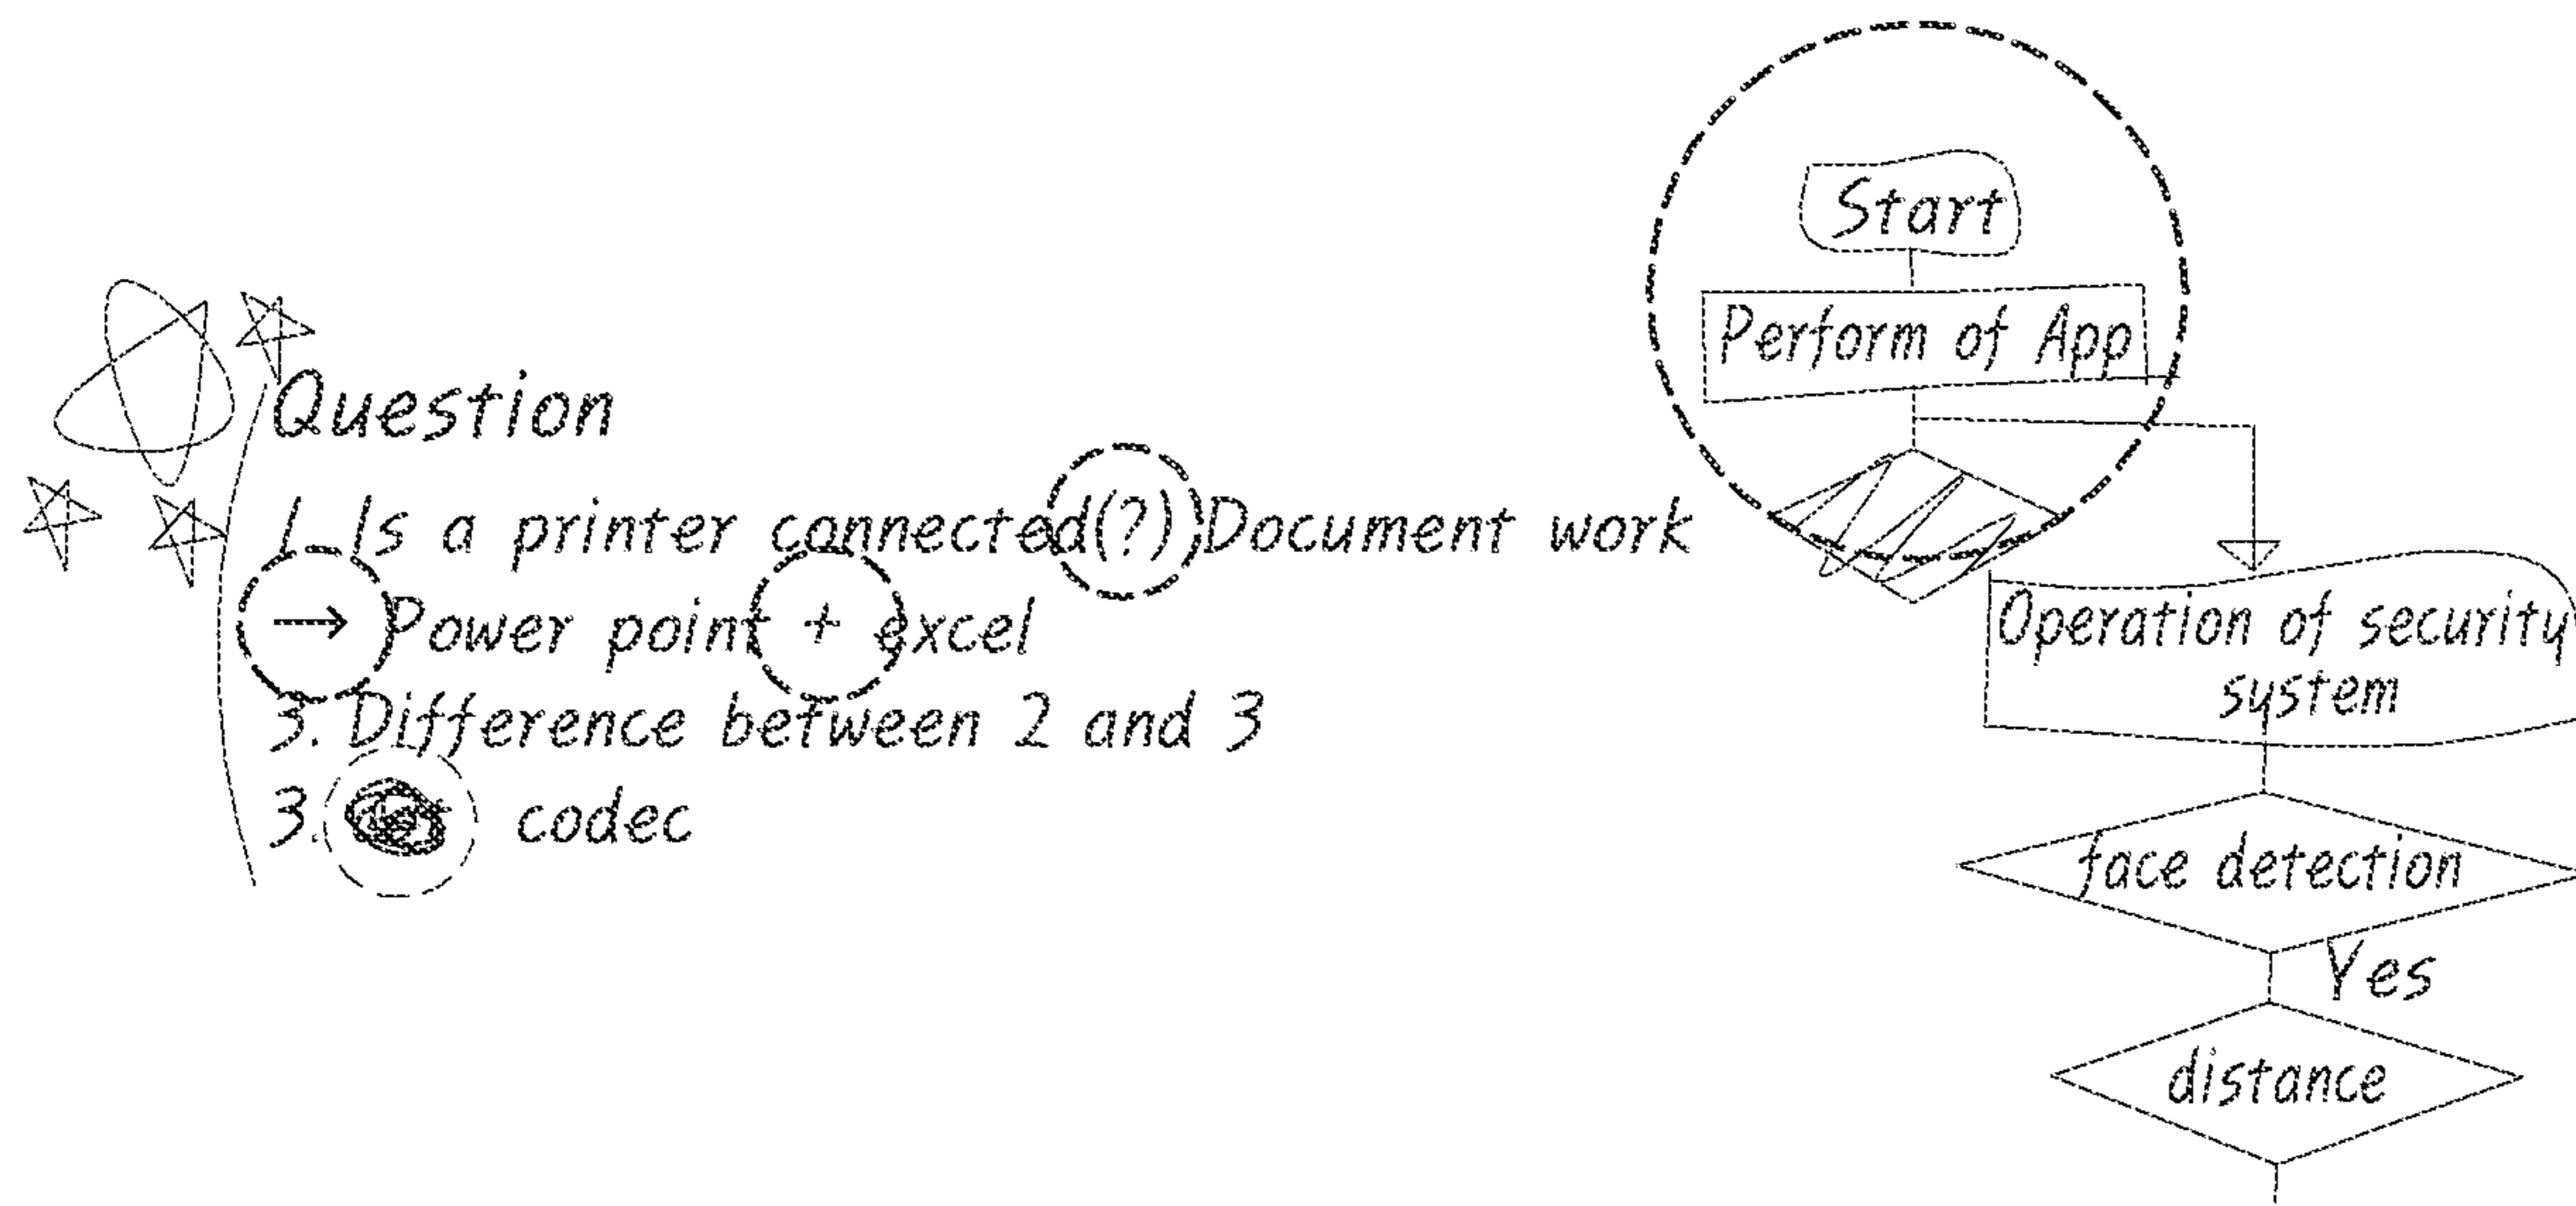 Question
1. Is a printer connected(?), Document work
→ Power point + excel
3. Difference between 2 and 3
3. codec
Start
Perform of App
Operation of security
system
face detection
Yes
distance